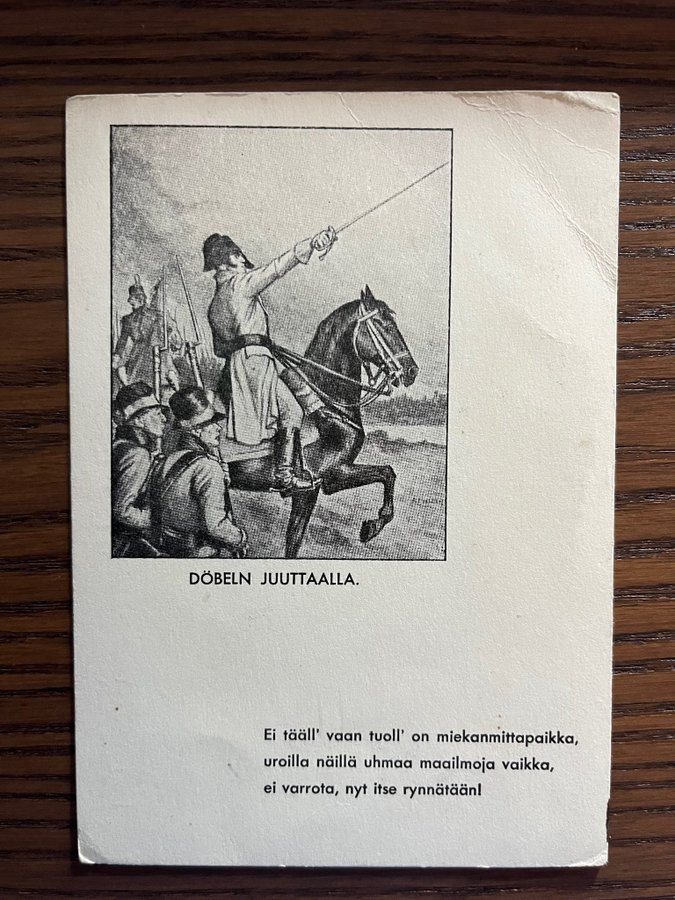 DÖBELN JUUTTAALLA.
Ei tääll' vaan tuoll' on miekanmittapaikka,
uroilla näillä uhmaa maailmoja vaikka,
ei varrota, nyt itse rynnätään!